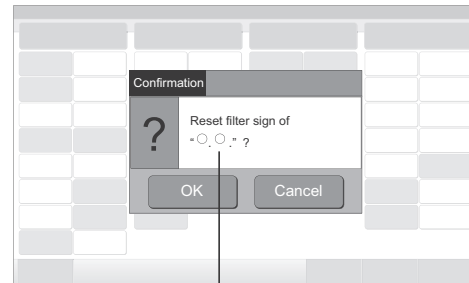 Confirmation
?
Reset filter sign of
“○.○.” ?
OK
Cancel